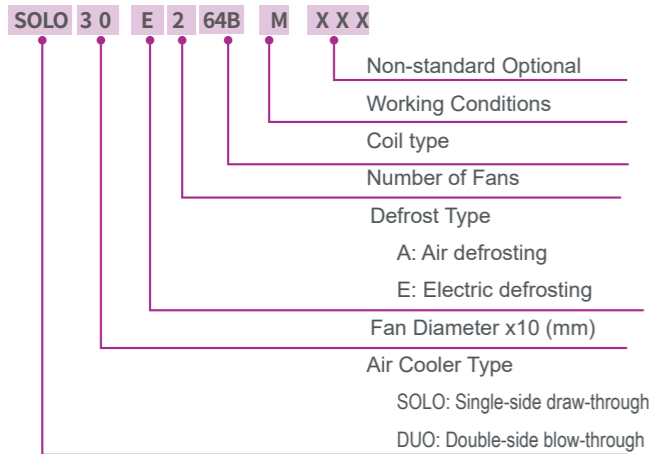 SOLO 3 0 E 2 64B M X X X
Non-standard Optional
Working Conditions
Coil type
Number of Fans
Defrost Type
A: Air defrosting
E: Electric defrosting
Fan Diameter x10 (mm)
Air Cooler Type
SOLO: Single-side draw-through
DUO: Double-side blow-through